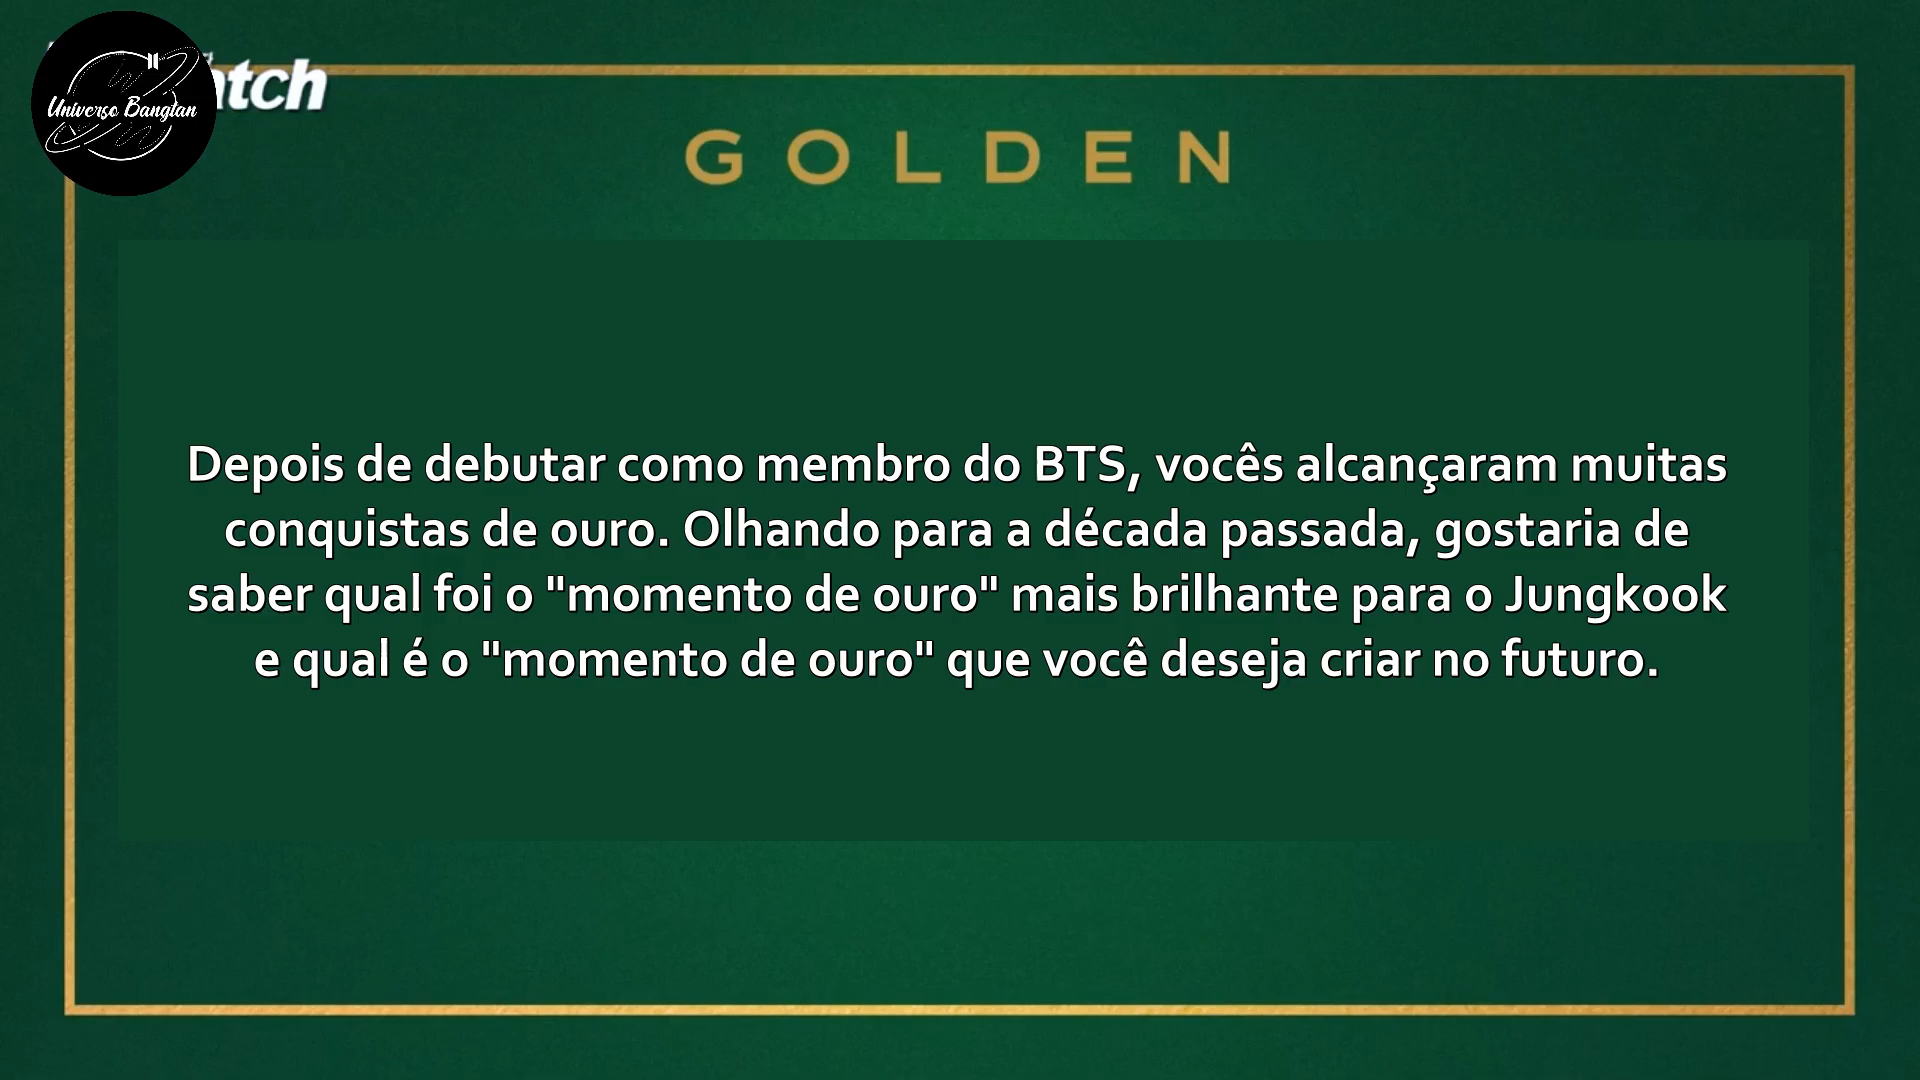 Universo Bangtan
GOLDEN
Depois de debutar como membro do BTS, vocês alcançaram muitas
conquistas de ouro. Olhando para a década passada, gostaria de
saber qual foi o "momento de ouro" mais brilhante para o Jungkook
e qual é o "momento de ouro" que você deseja criar no futuro.